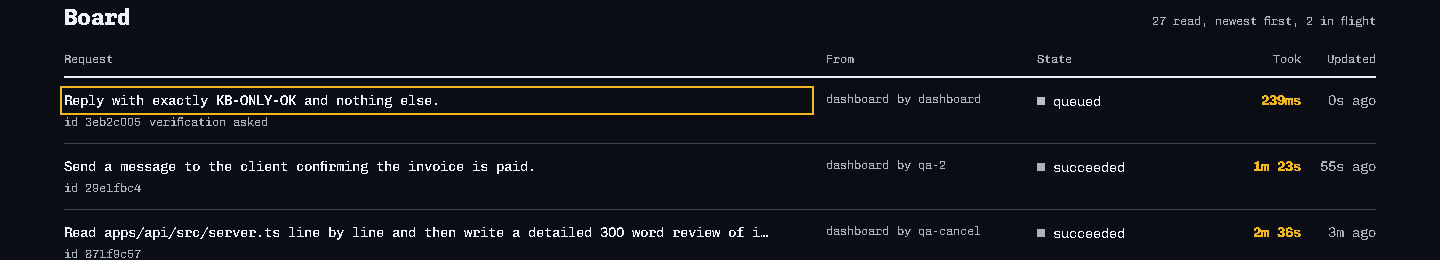 Board
27 read, newest first, 2 in flight
Request From State Took Updated
Reply with exactly KB-ONLY-OK and nothing else. dashboard by dashboard queued 239ms 0s ago
id 3eb2c005 verification asked
Send a message to the client confirming the invoice is paid. dashboard by qa-2 succeeded 1m 23s 55s ago
id 29e1fbc4
Read apps/api/src/server.ts line by line and then write a detailed 300 word review of i… dashboard by qa-cancel succeeded 2m 36s 3m ago
id 871f9c57